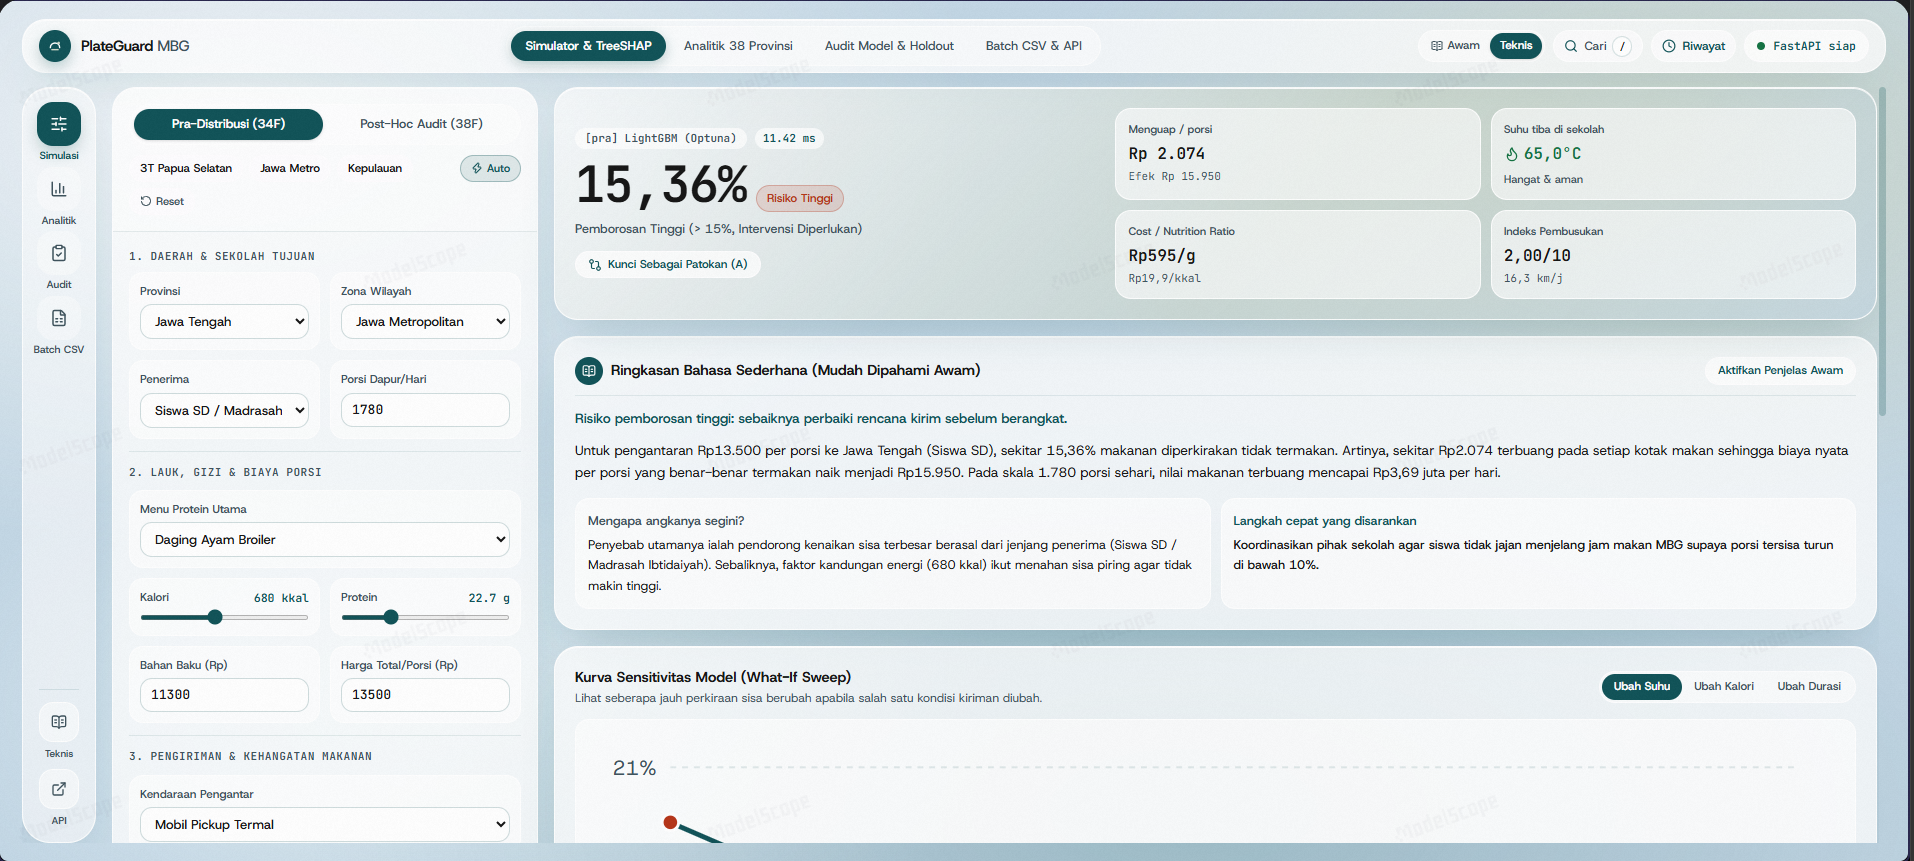 PlateGuard MBG
Simulator & TreeSHAP
Analitik 38 Provinsi
Audit Model & Holdout
Batch CSV & API
Awam
Teknis
Cari /
Riwayat
FastAPI siap
Simulasi
Analitik
Audit
Batch CSV
Teknis
API
Pra-Distribusi (34F)
Post-Hoc Audit (38F)
3T Papua Selatan
Jawa Metro
Kepulauan
Auto
Reset
1. DAERAH & SEKOLAH TUJUAN
Provinsi
Jawa Tengah
Zona Wilayah
Jawa Metropolitan
Penerima
Siswa SD / Madrasah
Porsi Dapur/Hari
1780
2. LAUK, GIZI & BIAYA PORSI
Menu Protein Utama
Daging Ayam Broiler
Kalori 680 kkal
Protein 22.7 g
Bahan Baku (Rp)
11300
Harga Total/Porsi (Rp)
13500
3. PENGIRIMAN & KEHANGATAN MAKANAN
Kendaraan Pengantar
Mobil Pickup Termal
[pra] LightGBM (Optuna)
11.42 ms
15,36%
Risiko Tinggi
Pemborosan Tinggi (> 15%, Intervensi Diperlukan)
Kunci Sebagai Patokan (A)
Menguap / porsi
Rp 2.074
Efek Rp 15.950
Suhu tiba di sekolah
65,0°C
Hangat & aman
Cost / Nutrition Ratio
Rp595/g
Rp19,9/kkal
Indeks Pembusukan
2,00/10
16,3 km/j
Ringkasan Bahasa Sederhana (Mudah Dipahami Awam)
Aktifkan Penjelas Awam
Risiko pemborosan tinggi: sebaiknya perbaiki rencana kirim sebelum berangkat.
Untuk pengantaran Rp13.500 per porsi ke Jawa Tengah (Siswa SD), sekitar 15,36% makanan diperkirakan tidak termakan. Artinya, sekitar Rp2.074 terbuang pada setiap kotak makan sehingga biaya nyata
per porsi yang benar-benar termakan naik menjadi Rp15.950. Pada skala 1.780 porsi sehari, nilai makanan terbuang mencapai Rp3,69 juta per hari.
Mengapa angkanya segini?
Penyebab utamanya ialah pendorong kenaikan sisa terbesar berasal dari jenjang penerima (Siswa SD /
Madrasah Ibtidaiyah). Sebaliknya, faktor kandungan energi (680 kkal) ikut menahan sisa piring agar tidak
makin tinggi.
Langkah cepat yang disarankan
Koordinasikan pihak sekolah agar siswa tidak jajan menjelang jam makan MBG supaya porsi tersisa turun
di bawah 10%.
Kurva Sensitivitas Model (What-If Sweep)
Lihat seberapa jauh perkiraan sisa berubah apabila salah satu kondisi kiriman diubah.
Ubah Suhu
Ubah Kalori
Ubah Durasi
21%
ModelScope